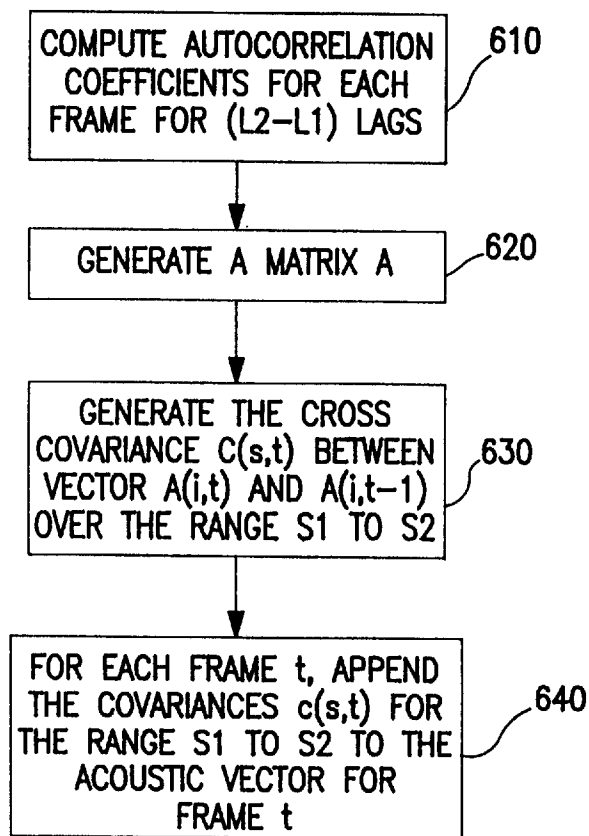 COMPUTE AUTOCORRELATION
COEFFICIENTS FOR EACH
FRAME FOR (L2-L1) LAGS
610
GENERATE A MATRIX A
620
GENERATE THE CROSS
COVARIANCE C(s,t) BETWEEN
VECTOR A(i,t) AND A(i,t-1)
OVER THE RANGE S1 TO S2
630
FOR EACH FRAME t, APPEND
THE COVARIANCES c(s,t) FOR
THE RANGE S1 TO S2 TO THE
ACOUSTIC VECTOR FOR
FRAME t
640